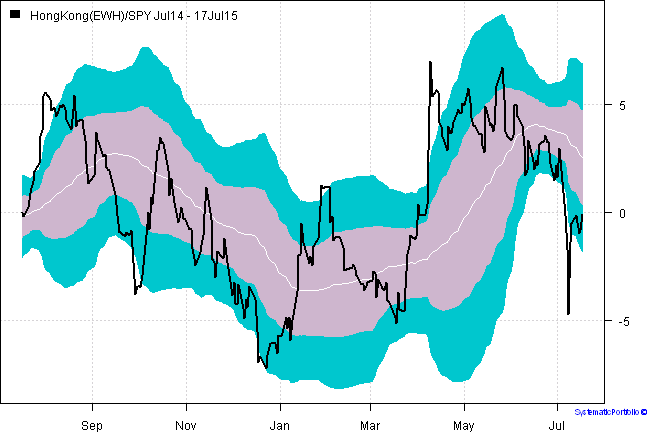 HongKong(EWH)/SPY Jul14 - 17Jul15
5
0
-5
Sep Nov Jan Mar May Jul
SystematicPortfolio ©